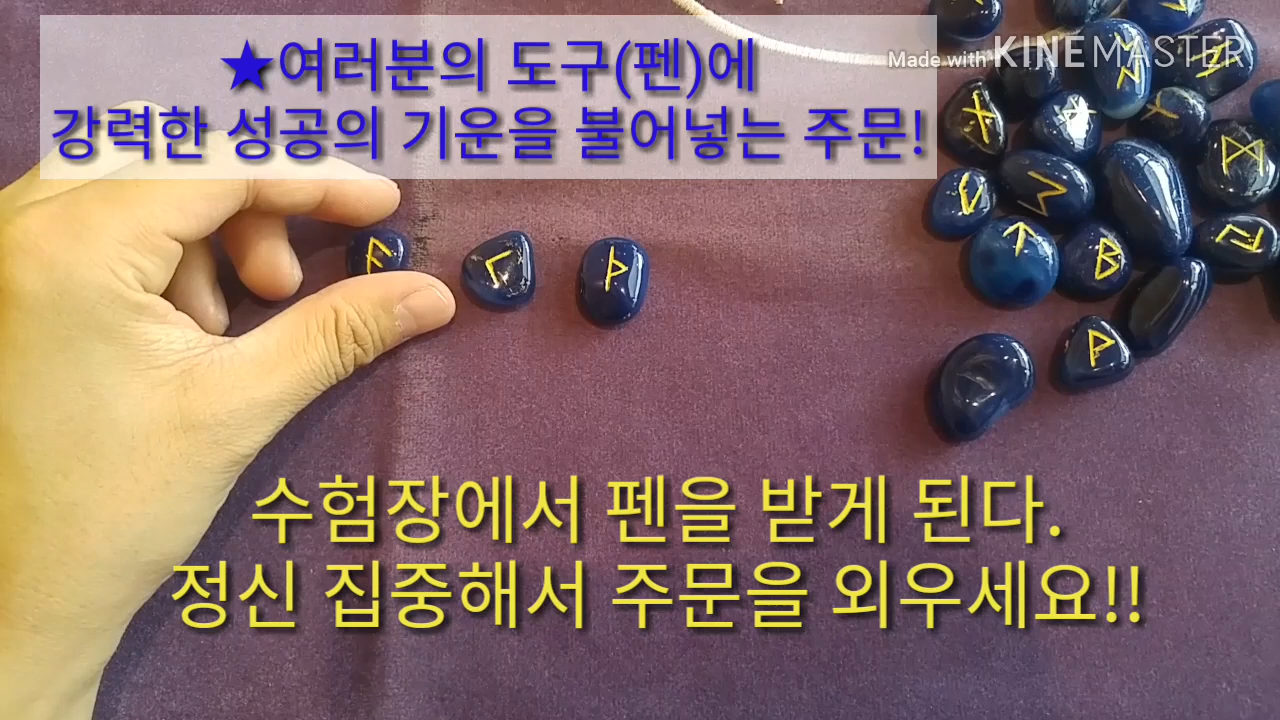 ★여러분의 도구(펜)에
강력한 성공의 기운을 불어넣는 주문!
Made with KINEMASTER
수험장에서 펜을 받게 된다.
정신 집중해서 주문을 외우세요!!